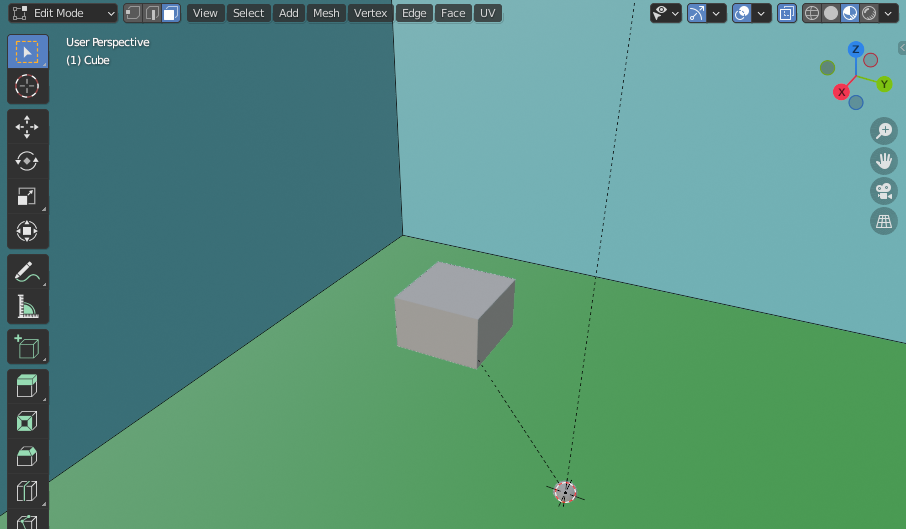 Edit Mode View Select Add Mesh Vertex Edge Face UV
User Perspective
(1) Cube
Z
Y
X